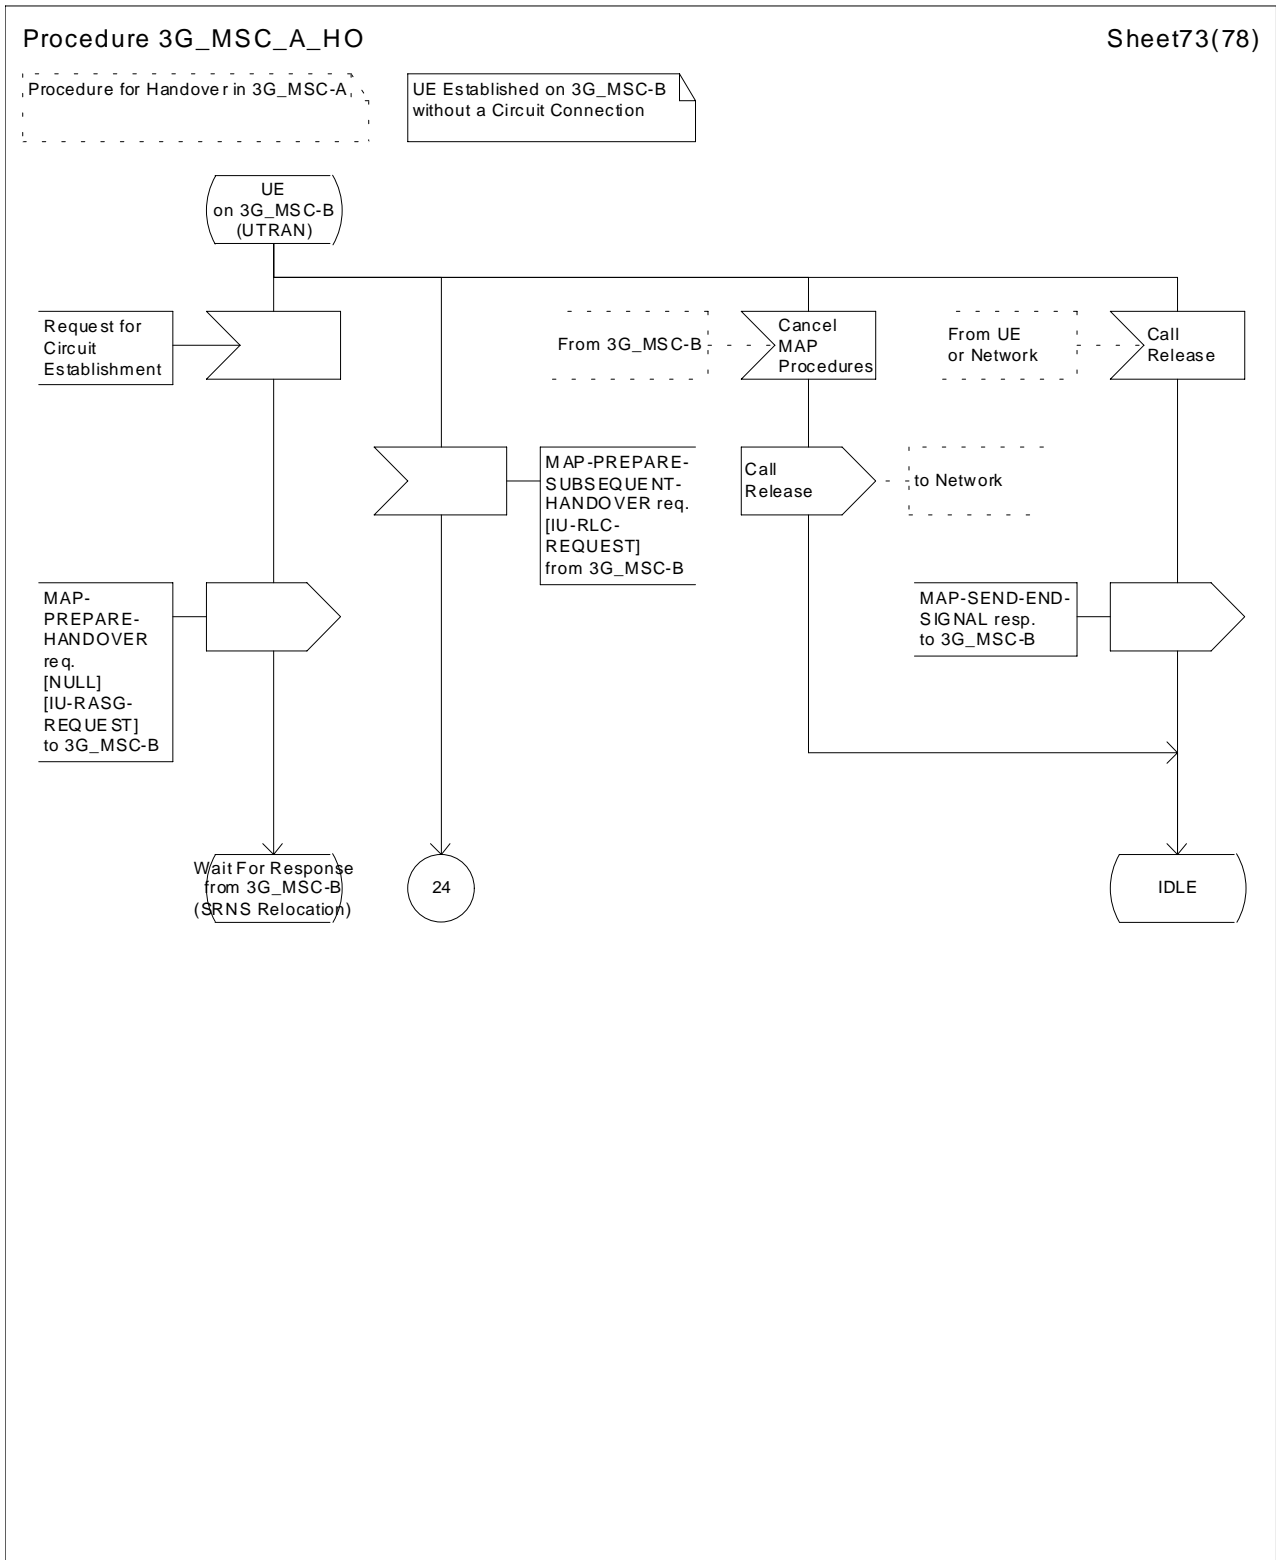 Procedure 3G_MSC_A_HO
Sheet73(78)
Procedure for Handover in 3G_MSC-A
UE Established on 3G_MSC-B
without a Circuit Connection
UE
on 3G_MSC-B
(UTRAN)
Request for
Circuit
Establishment
From 3G_MSC-B
Cancel
MAP
Procedures
From UE
or Network
Call
Release
MAP-PREPARE-
SUBSEQUENT-
HANDOVER req.
[IU-RLC-
REQUEST]
from 3G_MSC-B
Call
Release
to Network
MAP-
PREPARE-
HANDOVER
req.
[NULL]
[IU-RASG-
REQUEST]
to 3G_MSC-B
MAP-SEND-END-
SIGNAL resp.
to 3G_MSC-B
Wait For Response
from 3G_MSC-B
(SRNS Relocation)
24
IDLE